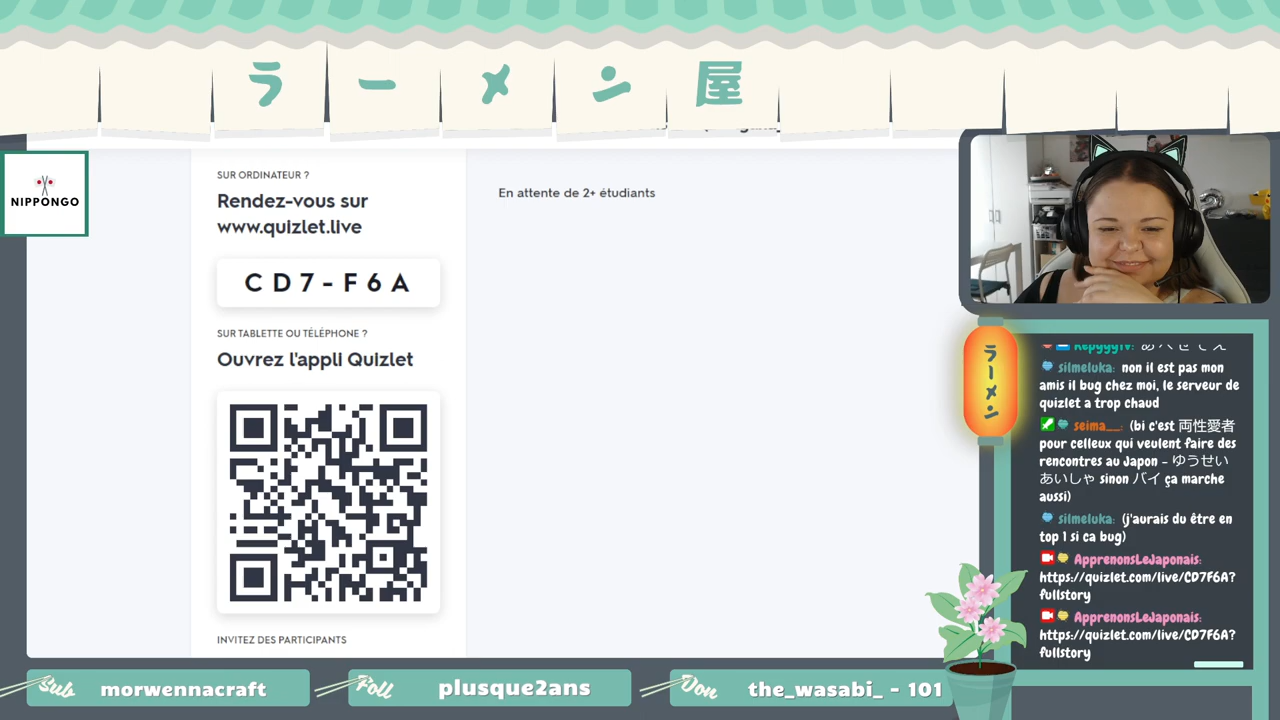 ラーメン屋
NIPPONGO
SUR ORDINATEUR ?
Rendez-vous sur
www.quizlet.live
CD7-F6A
SUR TABLETTE OU TÉLÉPHONE ?
Ouvrez l'appli Quizlet
INVITEZ DES PARTICIPANTS
En attente de 2+ étudiants
ラーメン
silmeluka: non il est pas mon
amis il bug chez moi, le serveur de
quizlet a trop chaud
seima__: (bi c'est 両性愛者
pour celleux qui veulent faire des
rencontres au Japon - ゆうせい
あいしゃ sinon バイ ça marche
aussi)
silmeluka: (j'aurais du être en
top 1 si ca bug)
ApprenonsLeJaponais:
https://quizlet.com/live/CD7F6A?
fullstory
ApprenonsLeJaponais:
https://quizlet.com/live/CD7F6A?
fullstory
Sub morwennacraft
Foll plusque2ans
Don the_wasabi_ - 101